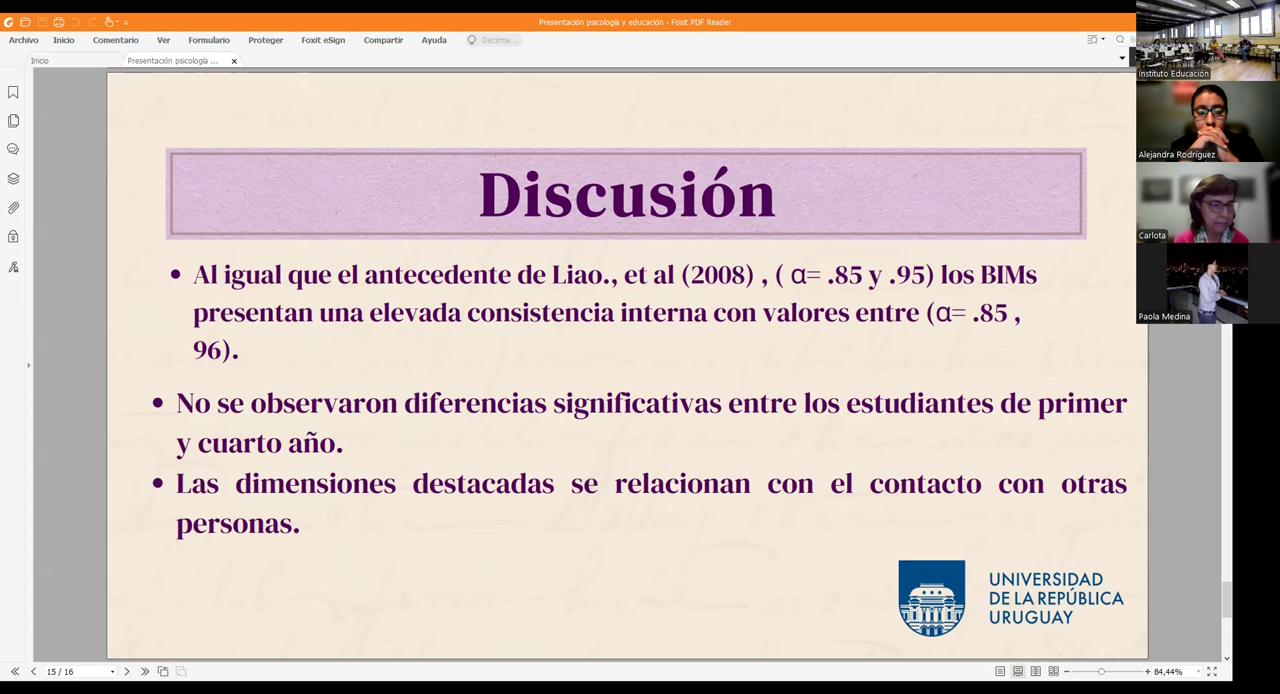 Presentación psicología y educación - Foxit PDF Reader
Archivo Inicio Comentario Ver Formulario Proteger Foxit eSign Compartir Ayuda Decirme...
Inicio Presentación psicología ...
Discusión
• Al igual que el antecedente de Liao., et al (2008) , ( α= .85 y .95) los BIMs
presentan una elevada consistencia interna con valores entre (α= .85 ,
96).
• No se observaron diferencias significativas entre los estudiantes de primer
y cuarto año.
• Las dimensiones destacadas se relacionan con el contacto con otras
personas.
UNIVERSIDAD
DE LA REPÚBLICA
URUGUAY
Instituto Educación
Alejandra Rodríguez
Carlota
Paola Medina
15 / 16
84,44%